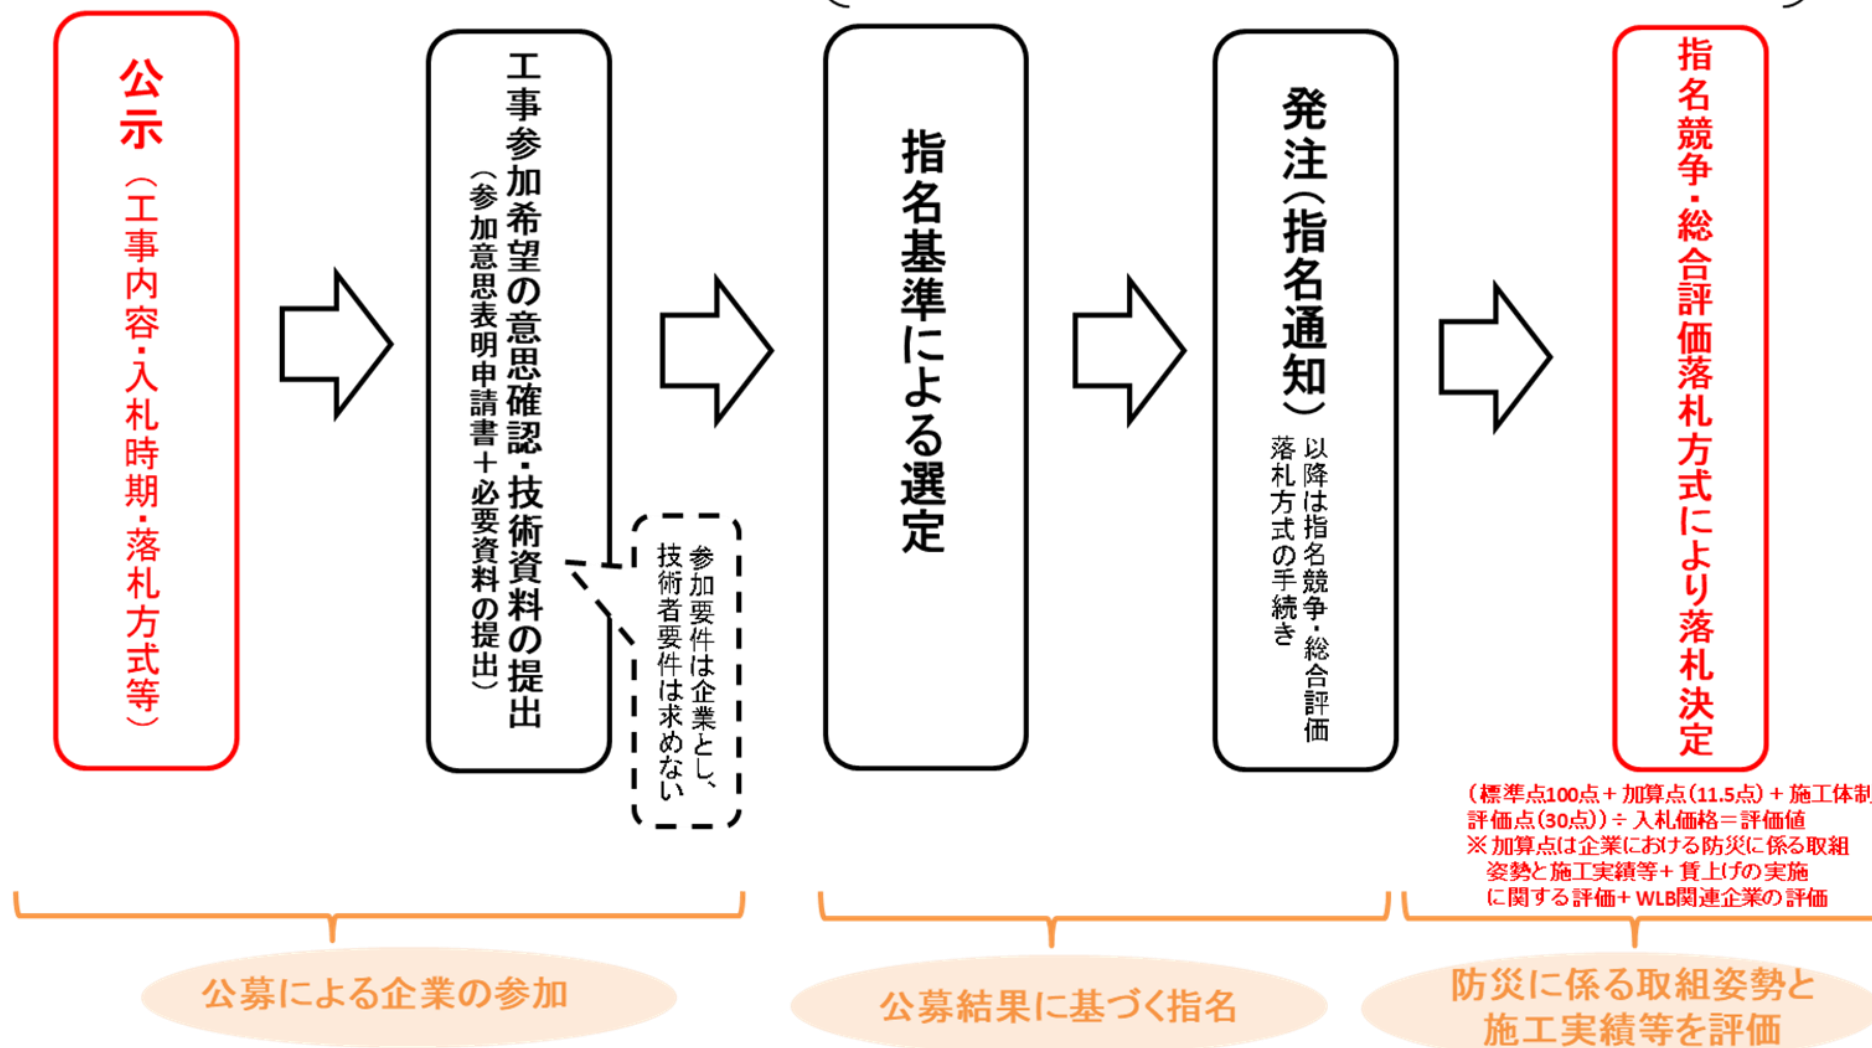 公示（工事内容・入札時期・落札方式等）
工事参加希望の意思確認・技術資料の提出
（参加意思表明申請書＋必要資料の提出）
参加要件は企業とし、
技術者要件は求めない
指名基準による選定
発注（指名通知）
以降は指名競争・総合評価
落札方式の手続き
指名競争・総合評価落札方式により落札決定
（標準点100点＋加算点(11.5点)＋施工体制
評価点(30点)）÷入札価格＝評価値
※加算点は企業における防災に係る取組
姿勢と施工実績等＋賃上げの実施
に関する評価＋WLB関連企業の評価
公募による企業の参加
公募結果に基づく指名
防災に係る取組姿勢と
施工実績等を評価